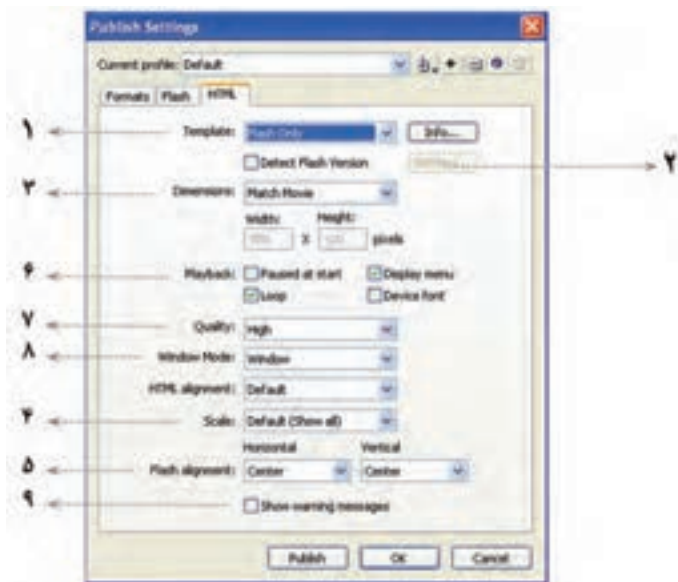 Publish Settings
Current profile: Default
Formats Flash HTML
۱ Template: Flash Only Info...
Detect Flash Version ۲
۳ Dimensions: Match Movie
Width: Height:
X pixels
۶ Playback: Paused at start Display menu
Loop Device font
۷ Quality: High
۸ Window Mode: Window
HTML alignment: Default
۴ Scale: Default (Show all)
Horizontal Vertical
۵ Flash alignment: Center Center
۹ Show warning messages
Publish OK Cancel